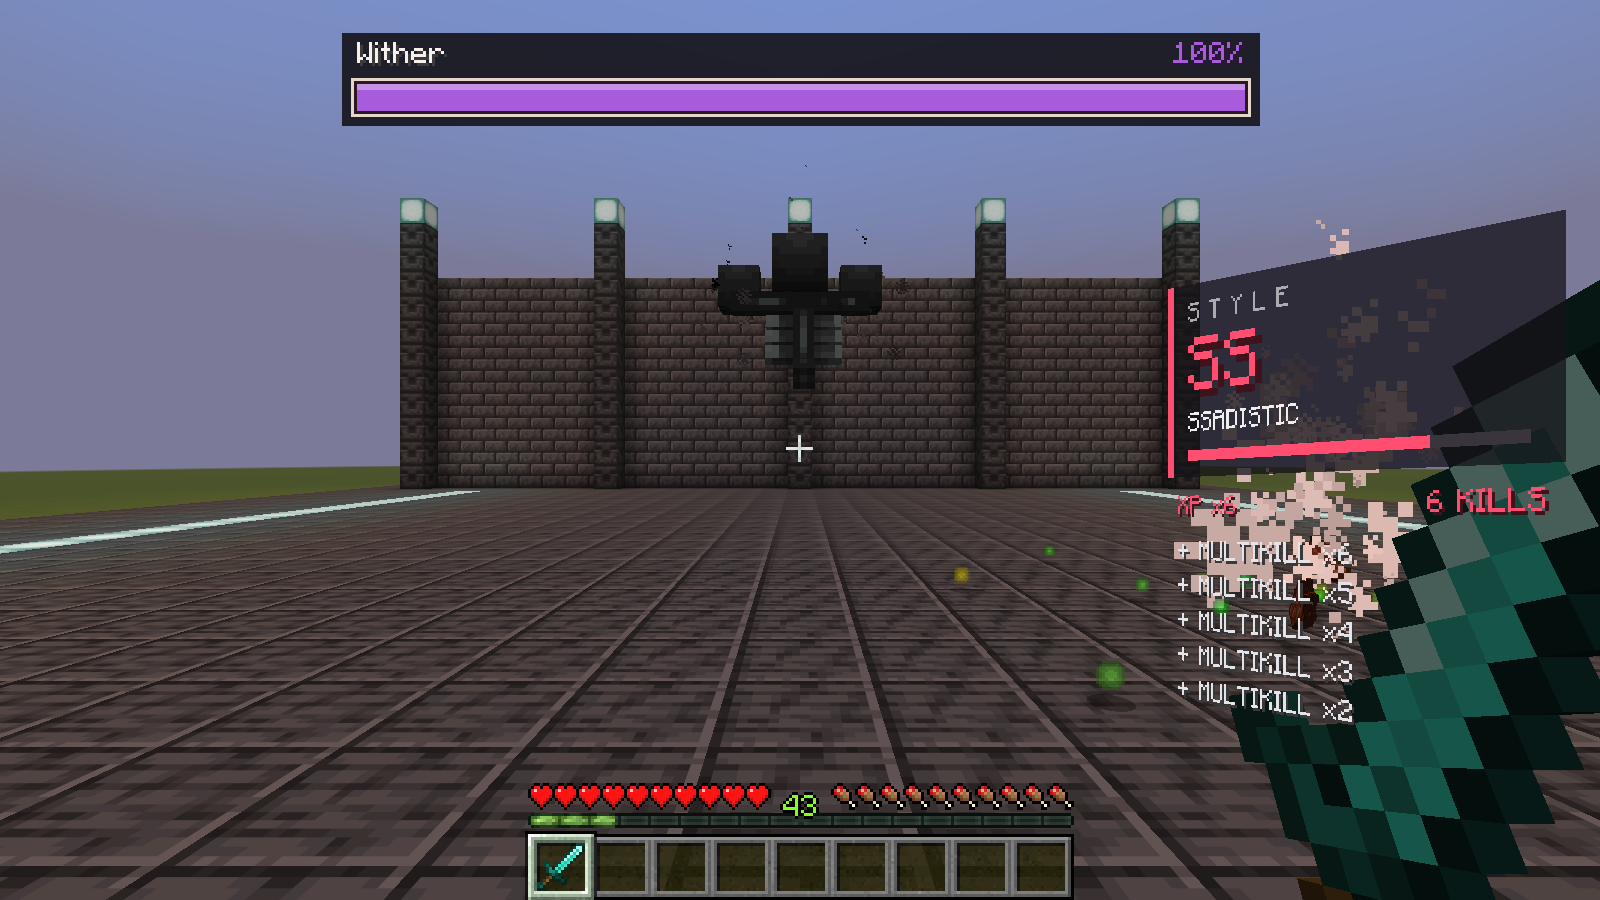 Wither 100%
STYLE
SS
SSADISTIC
XP x6 6 KILLS
+ MULTIKILL x6
+ MULTIKILL x5
+ MULTIKILL x4
+ MULTIKILL x3
+ MULTIKILL x2
43